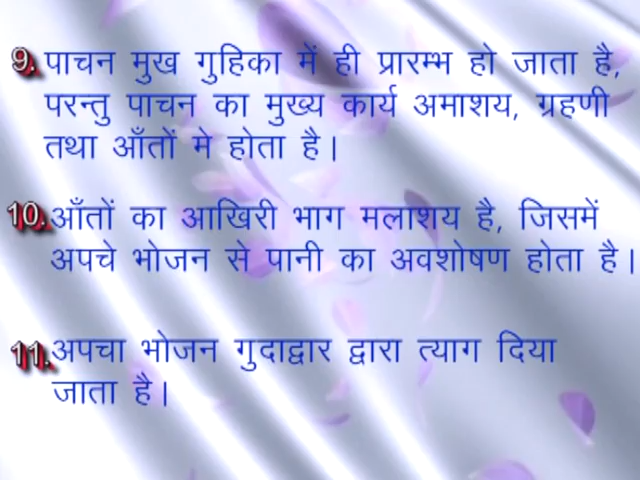 9. पाचन मुख गुहिका में ही प्रारम्भ हो जाता है,
परन्तु पाचन का मुख्य कार्य अमाशय, ग्रहणी
तथा आँतों मे होता है।
10. आँतों का आखिरी भाग मलाशय है, जिसमें
अपचे भोजन से पानी का अवशोषण होता है।
11. अपचा भोजन गुदाद्वार द्वारा त्याग दिया
जाता है।